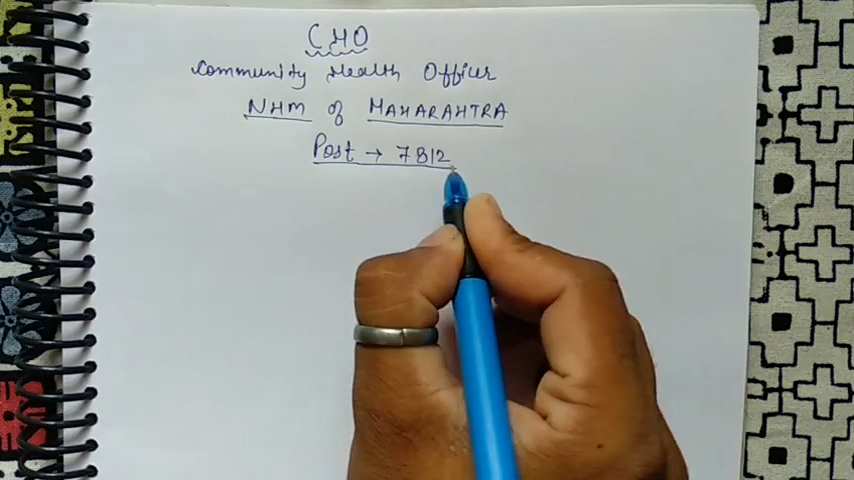 CHO
Community Health Officer
NHM of MAHARAHTRA
Post → 7812